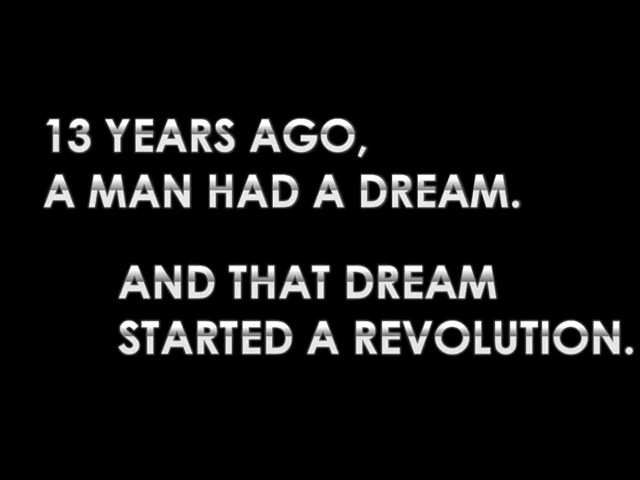 13 YEARS AGO,
A MAN HAD A DREAM.
AND THAT DREAM
STARTED A REVOLUTION.